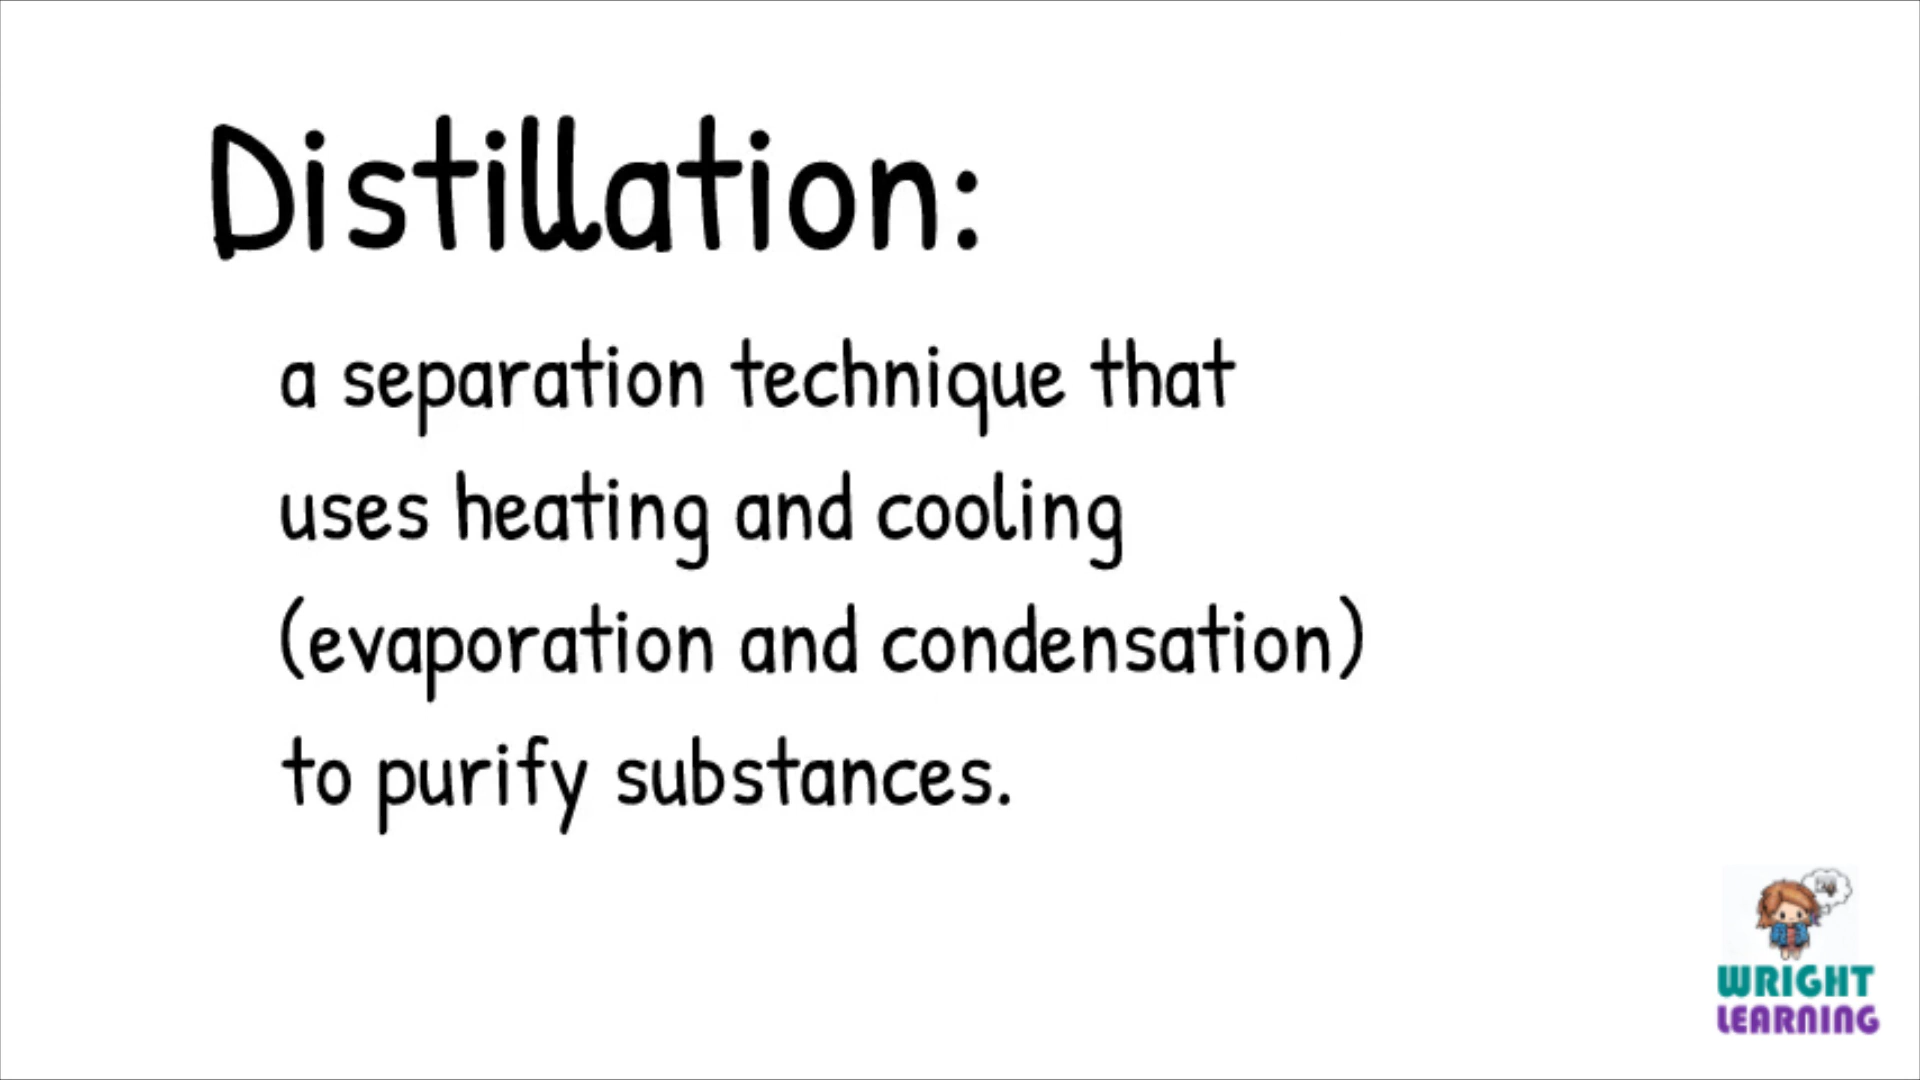 Distillation:
a separation technique that
uses heating and cooling
(evaporation and condensation)
to purify substances.
WRIGHT
LEARNING